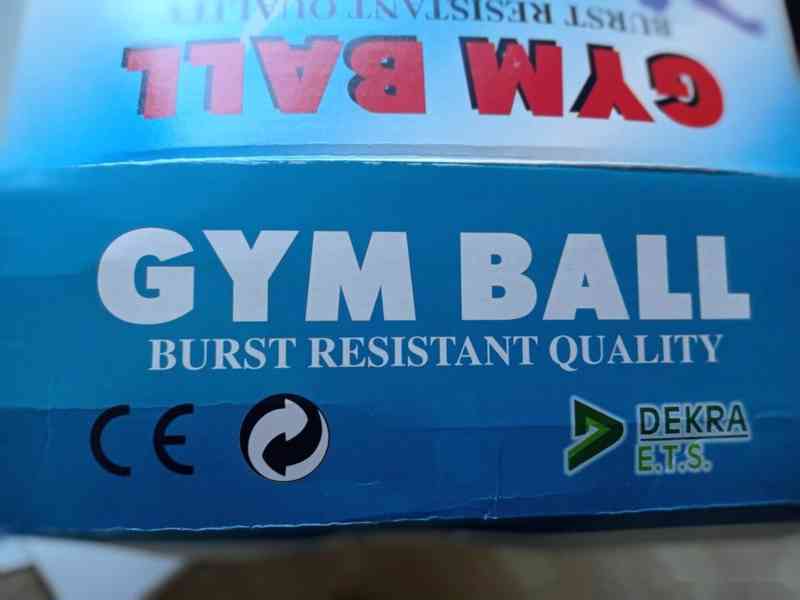 BURST RESISTANT QUALITY
GYM BALL
GYM BALL
BURST RESISTANT QUALITY
CE
DEKRA
E.T.S.